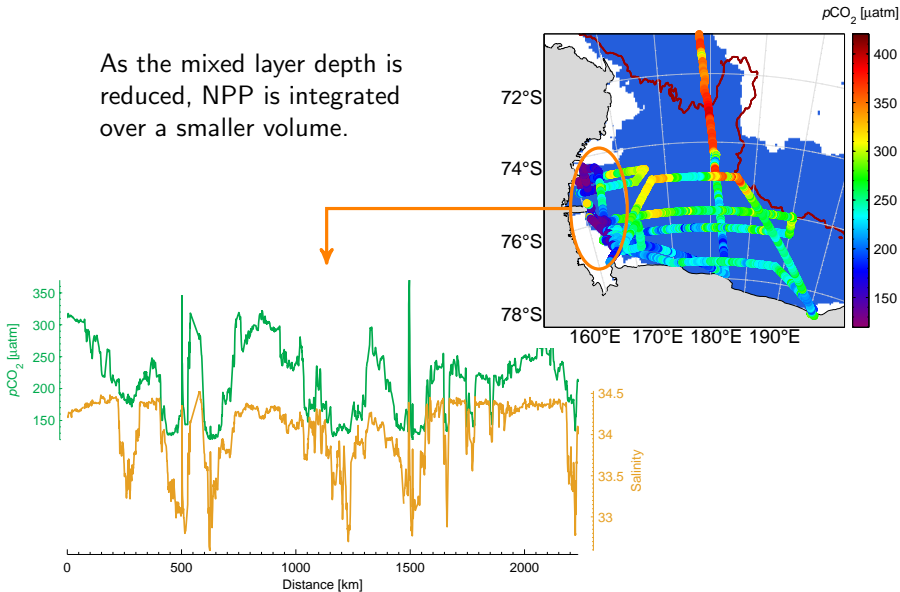 As the mixed layer depth is
reduced, NPP is integrated
over a smaller volume.
pCO2 [µatm]
72°S
74°S
76°S
78°S
160°E 170°E 180°E 190°E
400
350
300
250
200
150
350
300
250
200
150
pCO2 [µatm]
34.5
34
33.5
33
Salinity
0 500 1000 1500 2000
Distance [km]